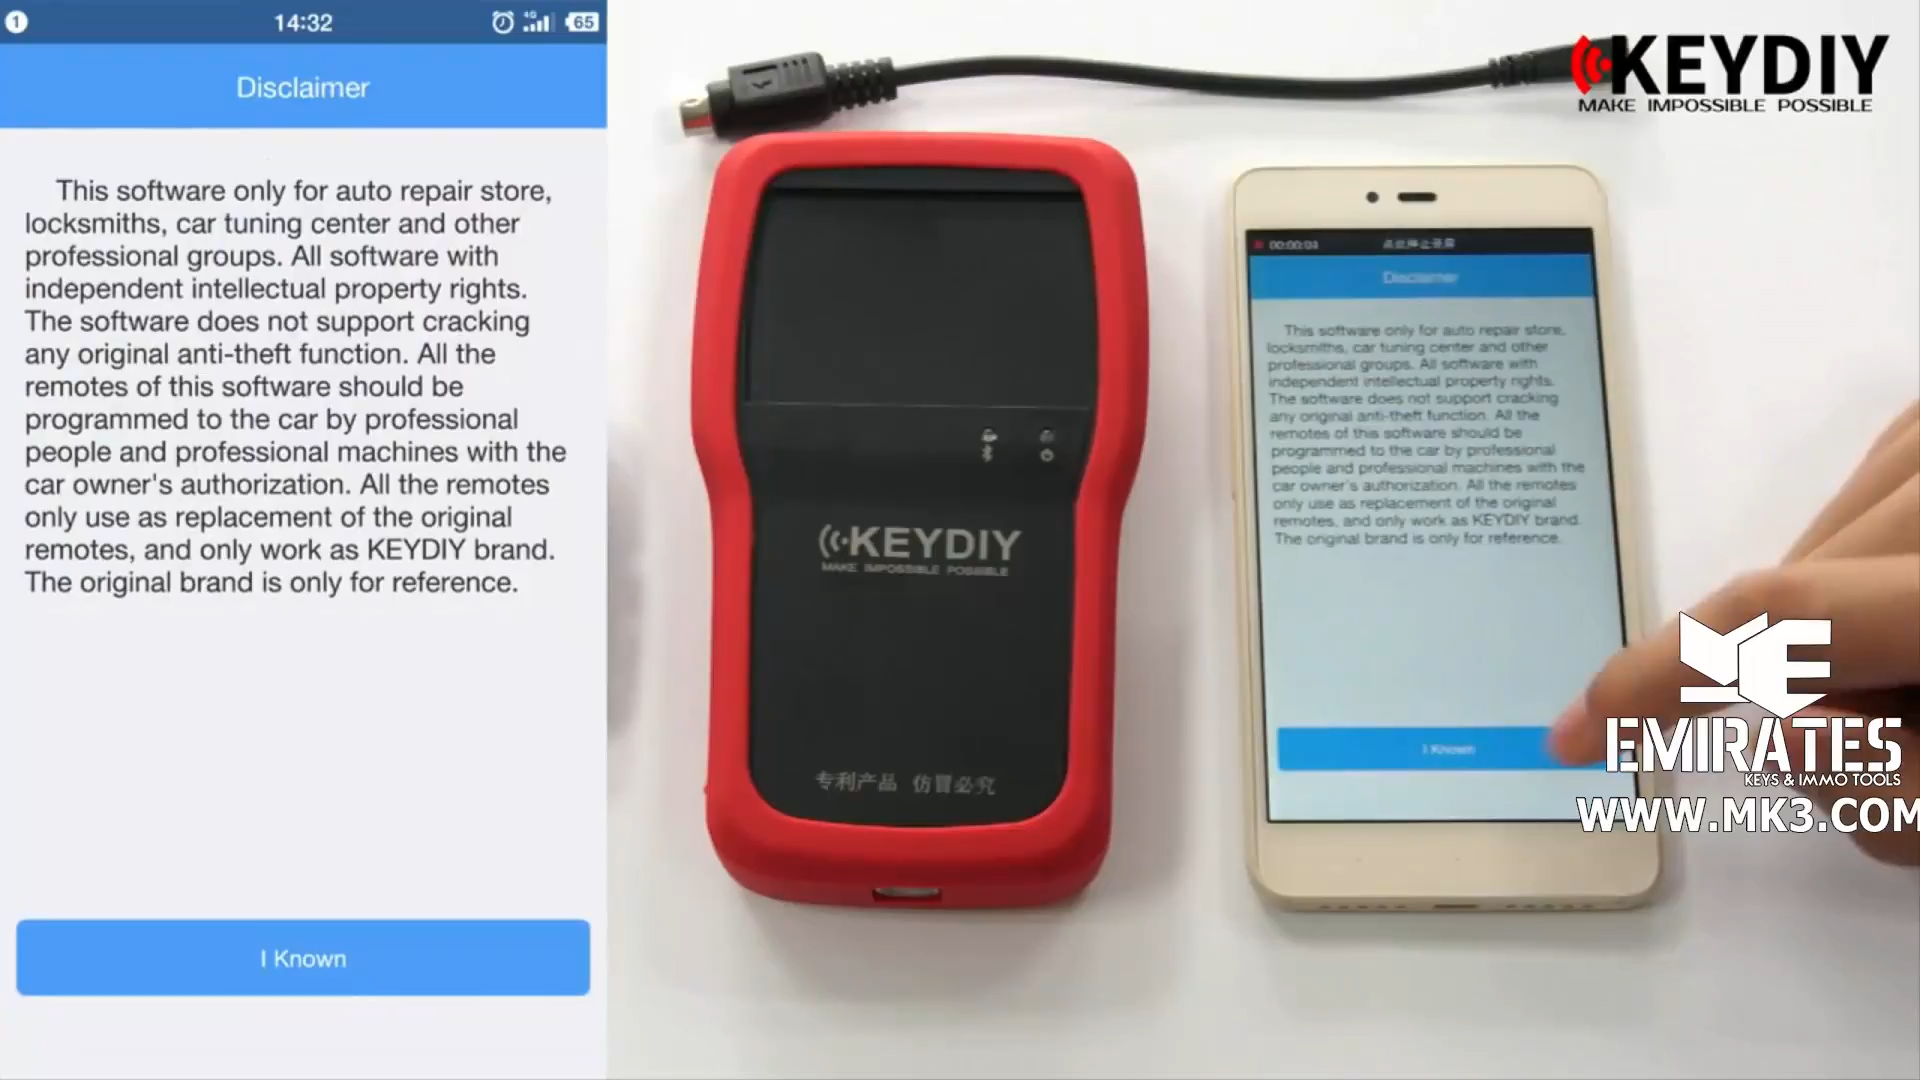 1
14:32
4G
65
Disclaimer
This software only for auto repair store,
locksmiths, car tuning center and other
professional groups. All software with
independent intellectual property rights.
The software does not support cracking
any original anti-theft function. All the
remotes of this software should be
programmed to the car by professional
people and professional machines with the
car owner's authorization. All the remotes
only use as replacement of the original
remotes, and only work as KEYDIY brand.
The original brand is only for reference.
I Known
KEYDIY
MAKE IMPOSSIBLE POSSIBLE
专利产品 仿冒必究
00:00:04
Disclaimer
This software only for auto repair store,
locksmiths, car tuning center and other
professional groups. All software with
independent intellectual property rights.
The software does not support cracking
any original anti-theft function. All the
remotes of this software should be
programmed to the car by professional
people and professional machines with the
car owner's authorization. All the remotes
only use as replacement of the original
remotes, and only work as KEYDIY brand.
The original brand is only for reference.
I Known
KEYDIY
MAKE IMPOSSIBLE POSSIBLE
EMIRATES
KEYS & IMMO TOOLS
WWW.MK3.COM